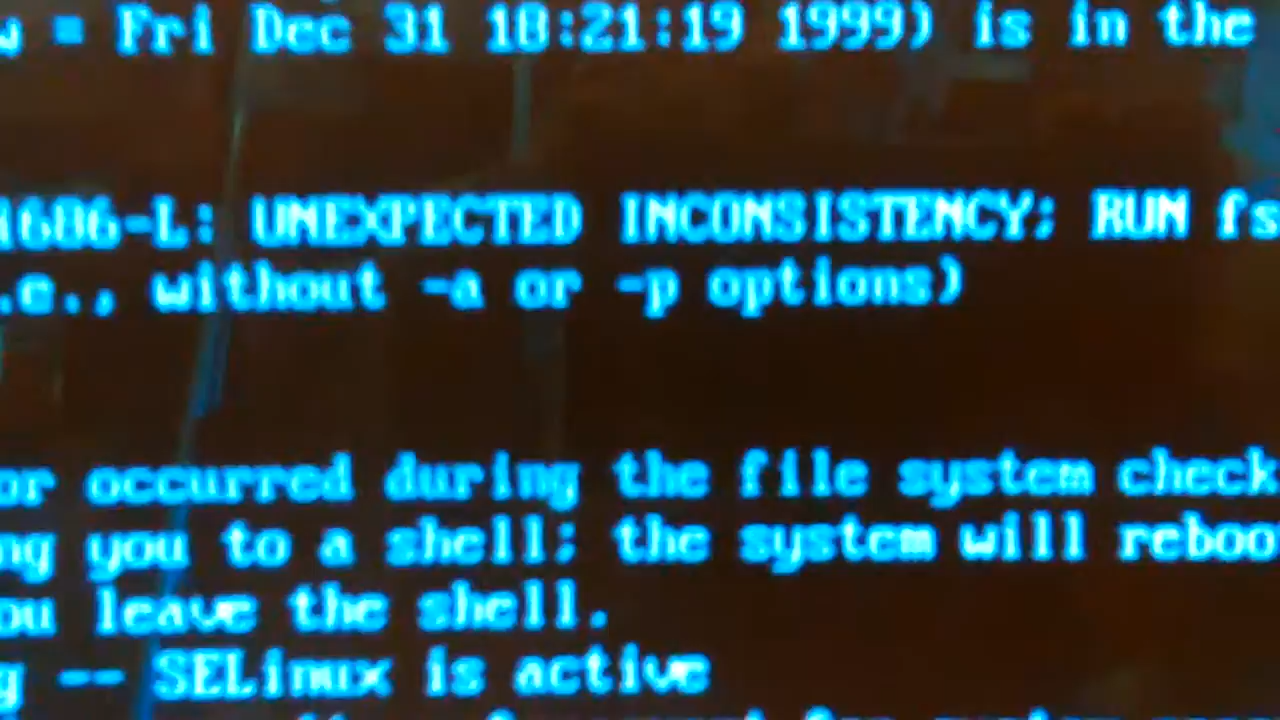 = Fri Dec 31 18:21:19 1999) is in the
UNEXPECTED INCONSISTENCY; RUN fs
.e., without -a or -p options)
or occurred during the file system check
ng you to a shell; the system will reboo
ou leave the shell.
g -- SELinux is active